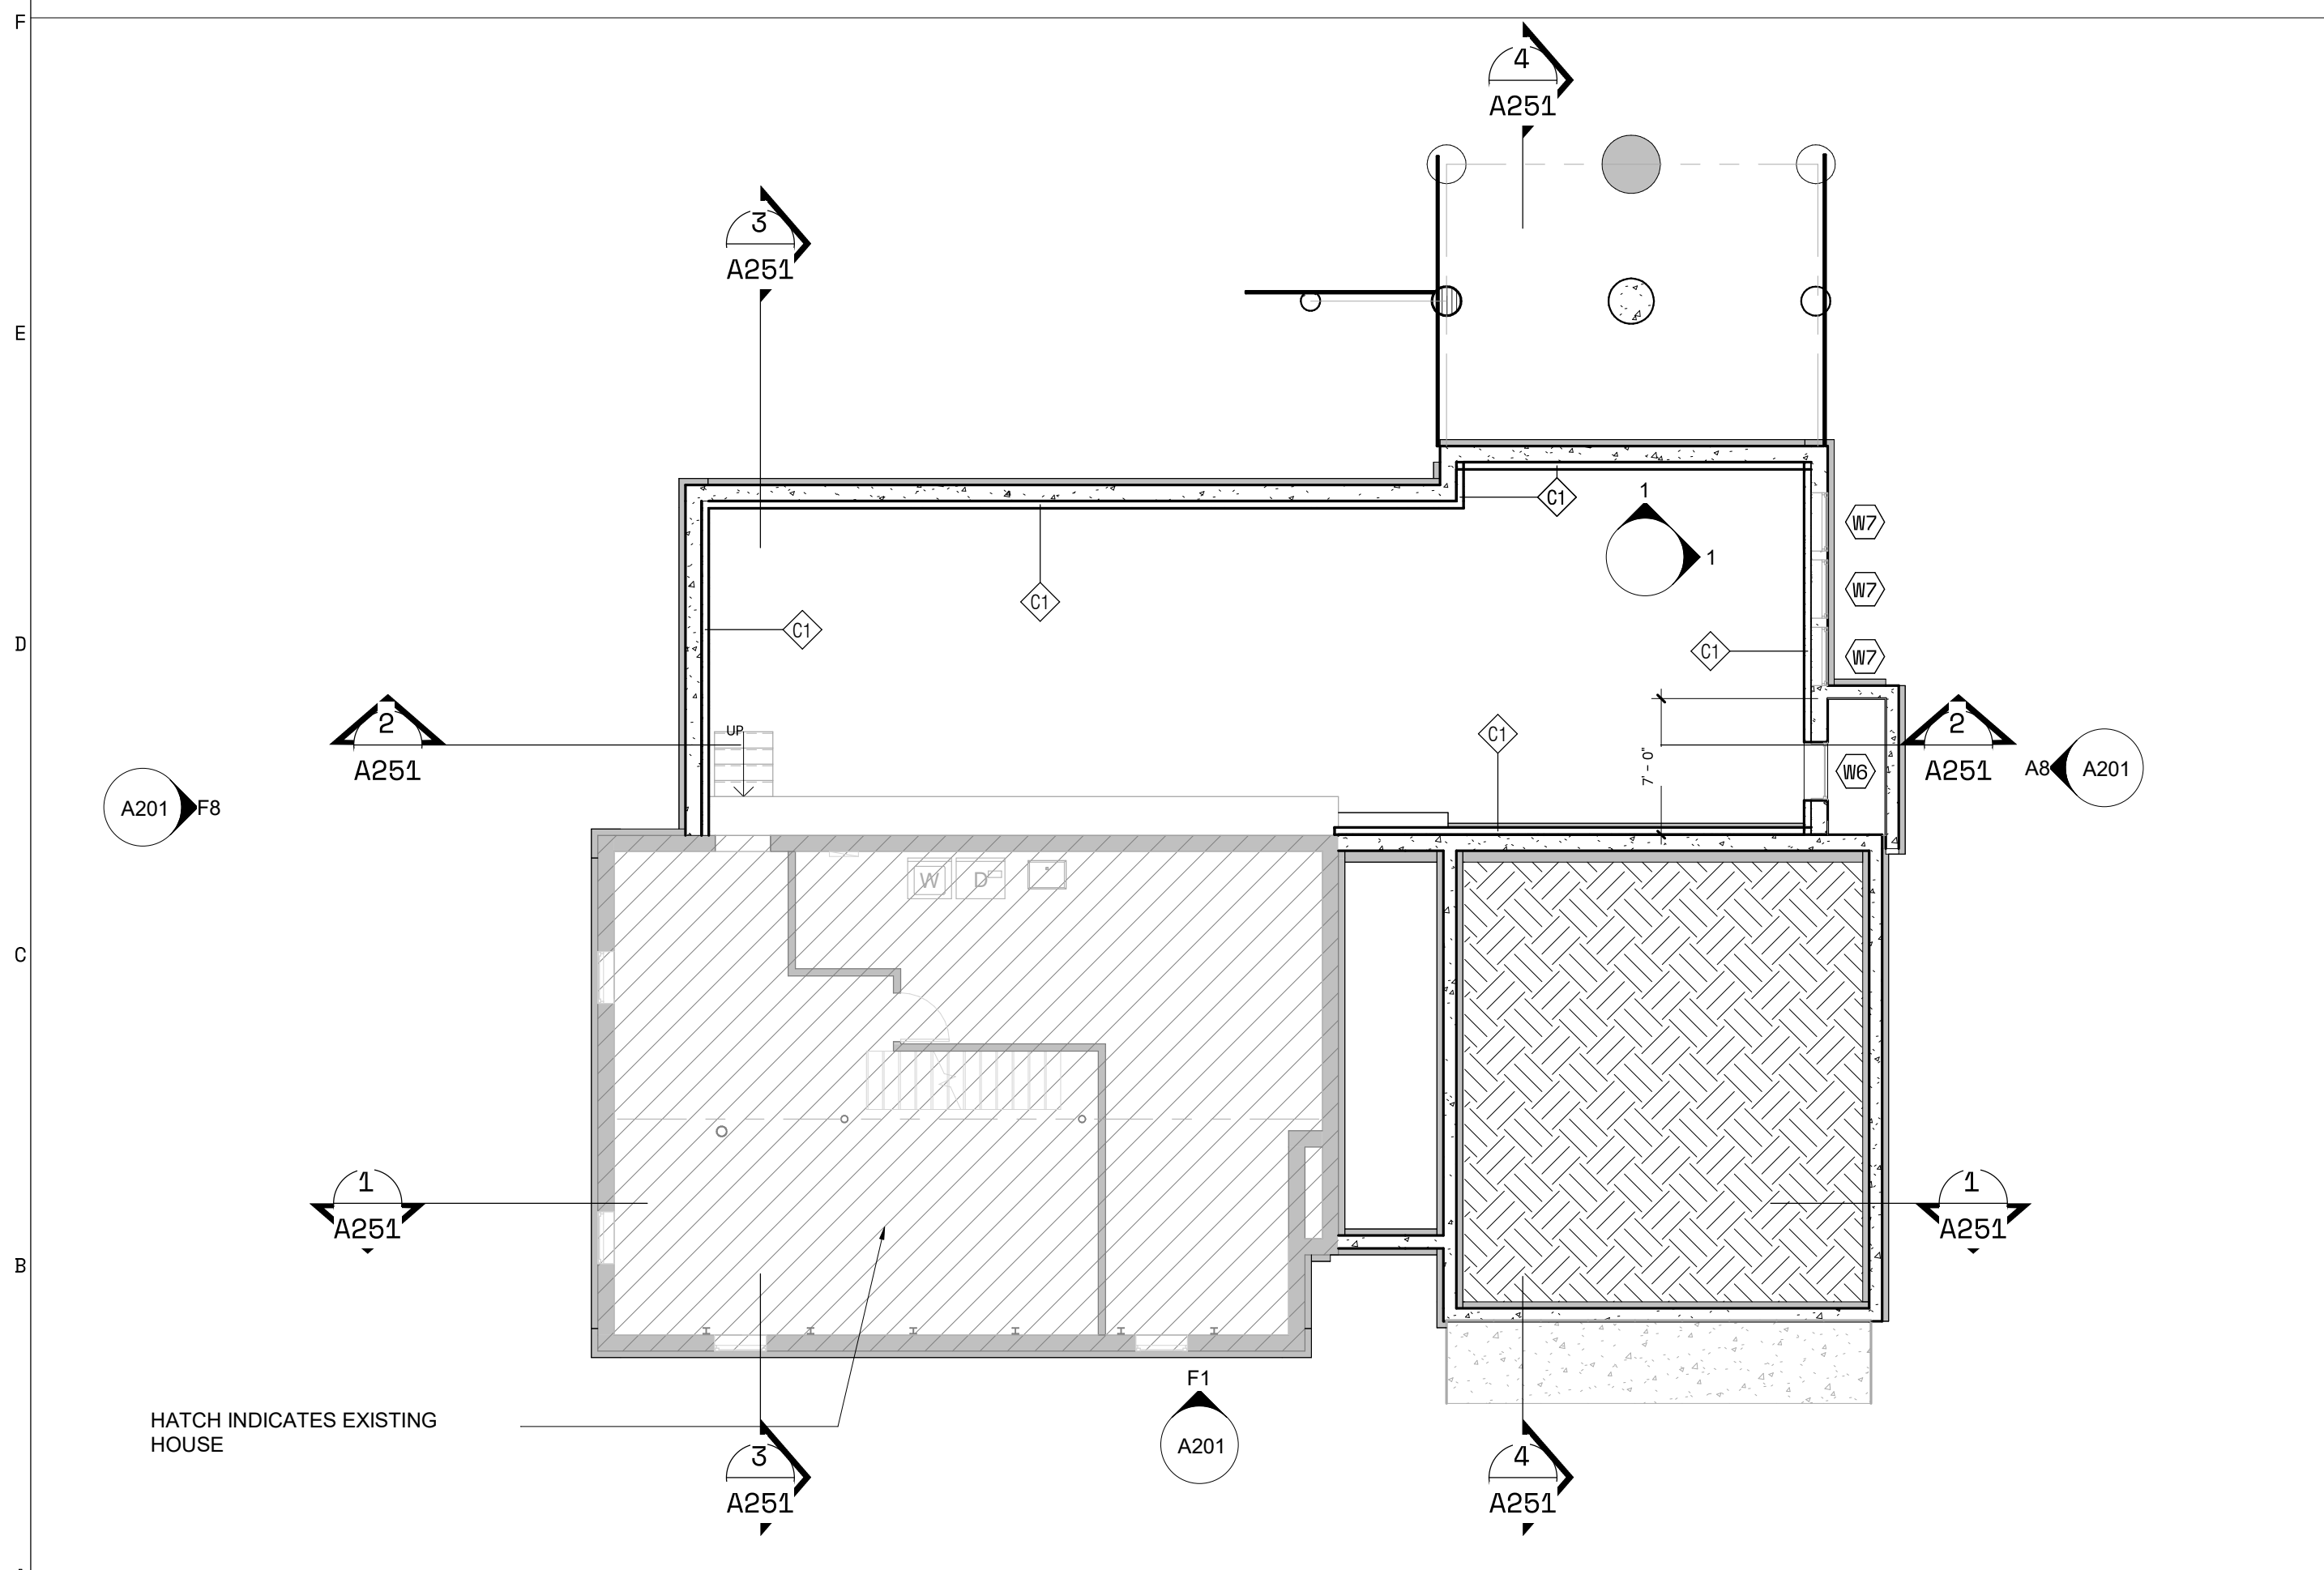 F
4
A251
3
A251
E
C1
1
1
W7
C1
W7
C1
D
C1
W7
2
A251
UP
C1
7' - 0"
2
A251
W6
A8
A201
A201
F8
W
D
C
1
A251
1
A251
B
F1
A201
HATCH INDICATES EXISTING
HOUSE
3
A251
4
A251